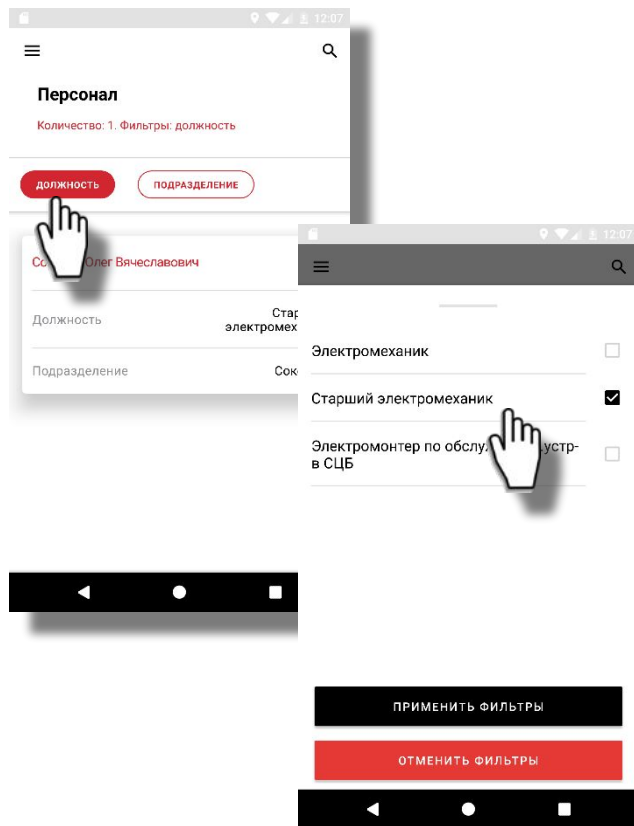 12:07
Персонал
Количество: 1. Фильтры: должность
ДОЛЖНОСТЬ
ПОДРАЗДЕЛЕНИЕ
Олег Вячеславович
Должность
Подразделение
12:07
Электромеханик
Старший электромеханик
Электромонтер по
в СЦБ
ПРИМЕНИТЬ ФИЛЬТРЫ
ОТМЕНИТЬ ФИЛЬТРЫ